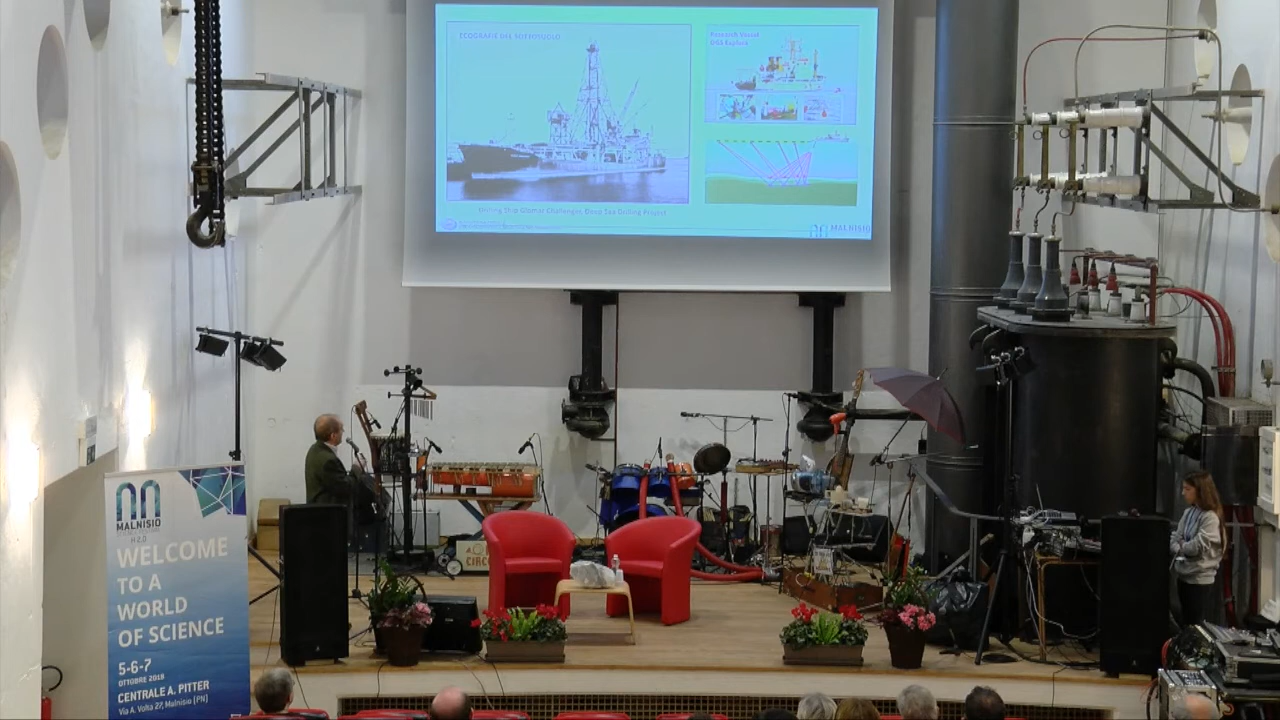 ECOGRAFIE DEL SOTTOSUOLO
Research Vessel
OGS Explora
Drilling Ship Glomar Challenger, Deep Sea Drilling Project
MALNISIO
MALNISIO
WELCOME
TO A
WORLD
OF SCIENCE
5-6-7
OTTOBRE 2018
CENTRALE A. PITTER
Via A. Volta 27, Malnisio (PN)